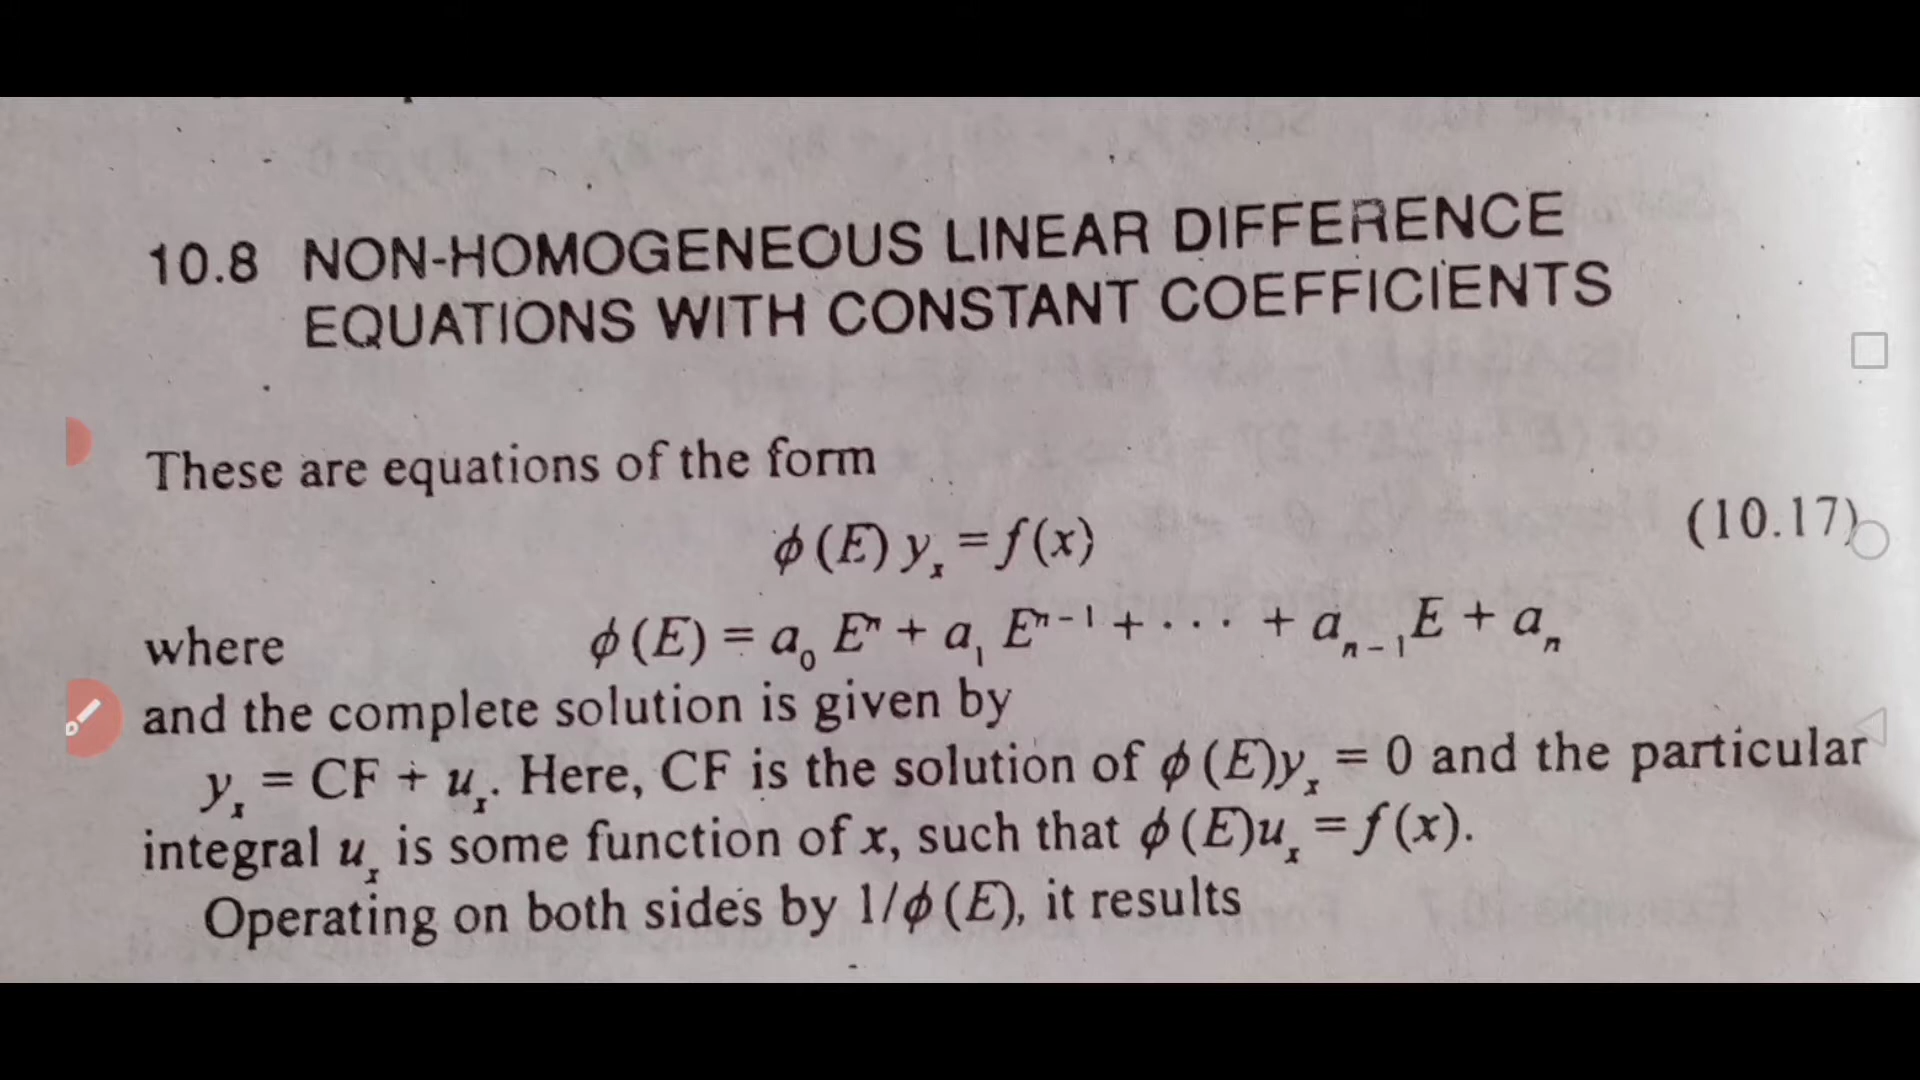 10.8 NON-HOMOGENEOUS LINEAR DIFFERENCE
EQUATIONS WITH CONSTANT COEFFICIENTS
These are equations of the form
ϕ(E) yₓ = f(x) (10.17)
where ϕ(E) = a₀ Eⁿ + a₁ Eⁿ⁻¹ + · · · + aₙ₋₁E + aₙ
and the complete solution is given by
yₓ = CF + uₓ. Here, CF is the solution of ϕ(E)yₓ = 0 and the particular
integral uₓ is some function of x, such that ϕ(E)uₓ = f(x).
Operating on both sides by 1/ϕ(E), it results